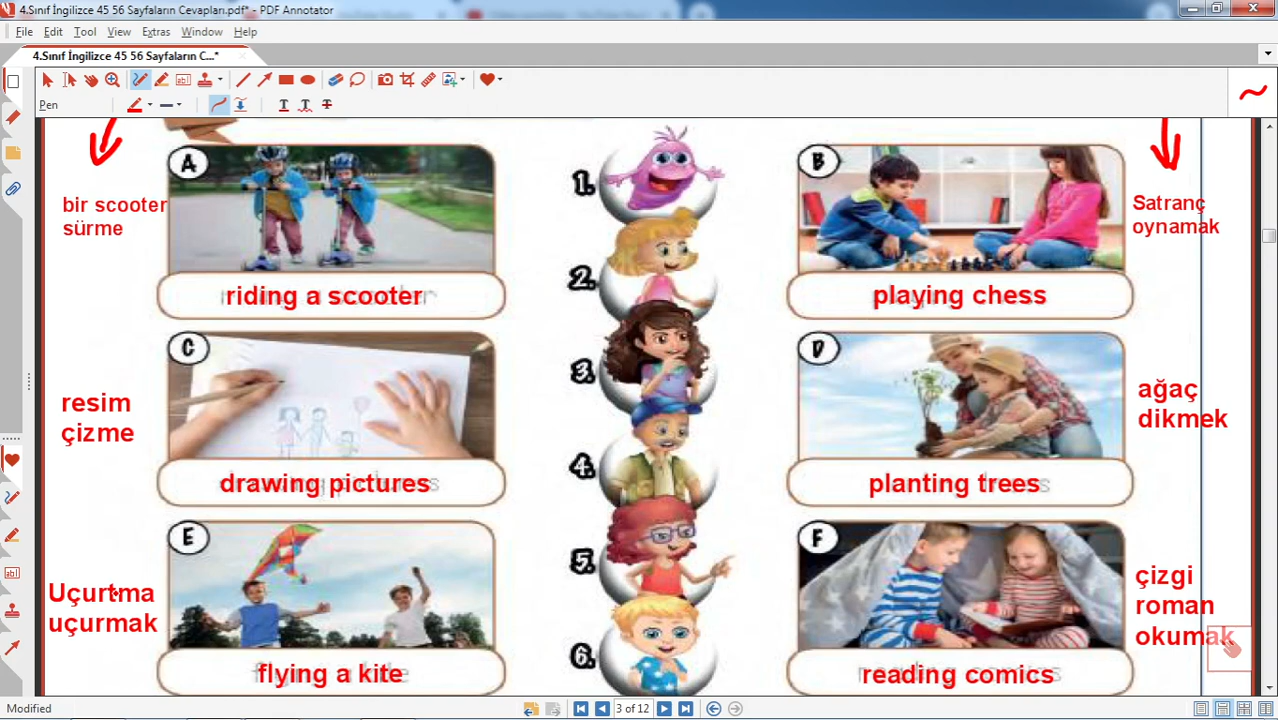 4.Sınıf İngilizce 45 56 Sayfaların Cevapları.pdf* - PDF Annotator
File Edit Tool View Extras Window Help
4.Sınıf İngilizce 45 56 Sayfaların C...*
Pen
A
B
1.
bir scooter
sürme
Satranç
oynamak
2.
riding a scooter
playing chess
C
D
3.
resim
çizme
ağaç
dikmek
4.
drawing pictures
planting trees
E
F
5.
Uçurtma
uçurmak
çizgi
roman
okumak
6.
flying a kite
reading comics
Modified
3 of 12